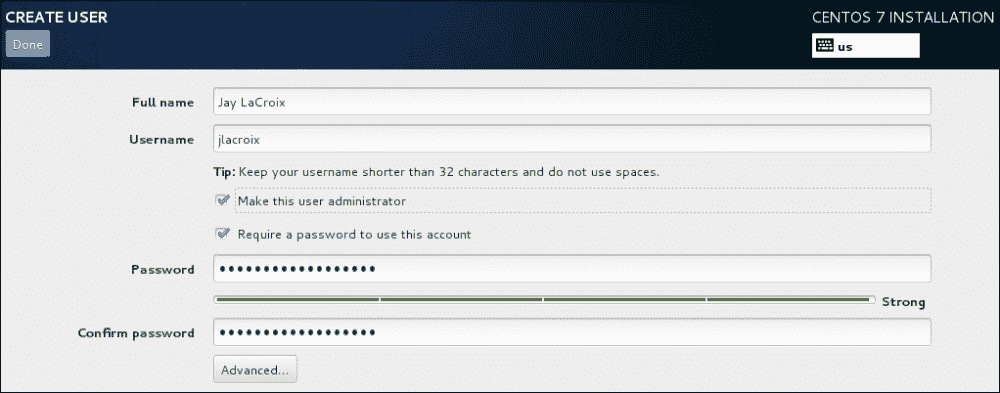 CREATE USER
CENTOS 7 INSTALLATION
Done
us
Full name
Jay LaCroix
Username
jlacroix
Tip: Keep your username shorter than 32 characters and do not use spaces.
Make this user administrator
Require a password to use this account
Password
••••••••••••••••••
Strong
Confirm password
••••••••••••••••••
Advanced...